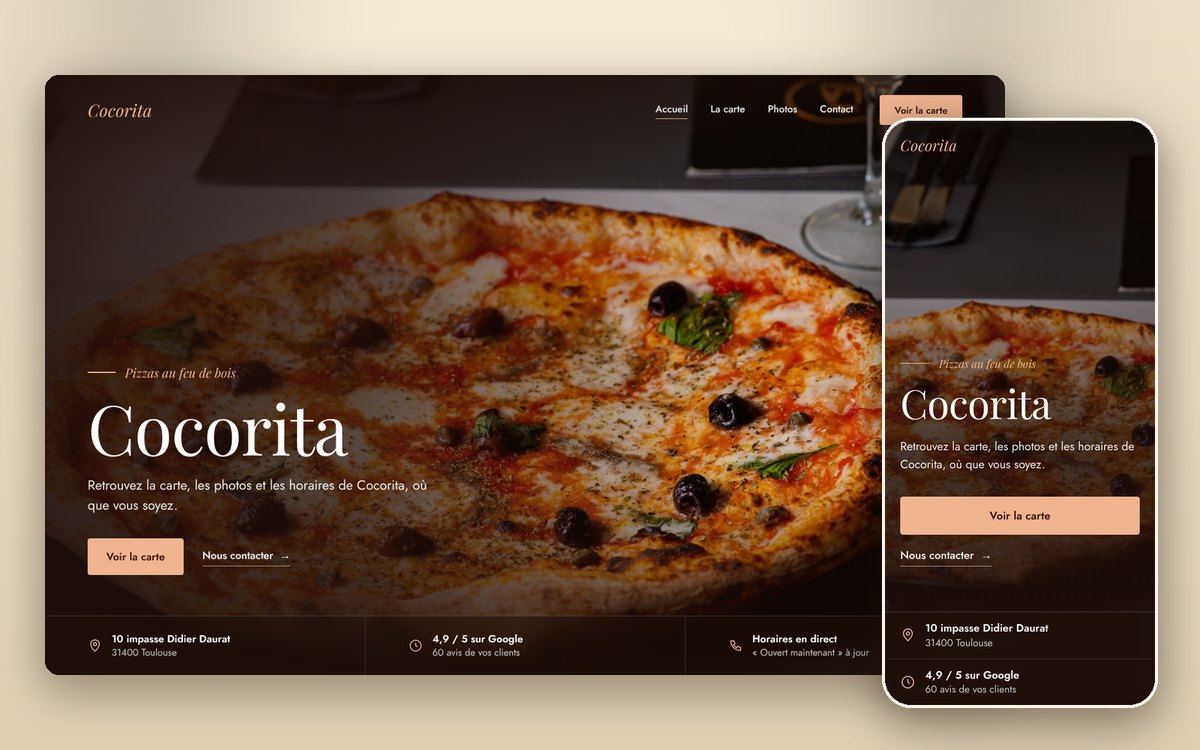 Cocorita
Accueil
La carte
Photos
Contact
Voir la carte
Pizzas au feu de bois
Cocorita
Retrouvez la carte, les photos et les horaires de Cocorita, où
que vous soyez.
Voir la carte
Nous contacter →
10 impasse Didier Daurat
31400 Toulouse
4,9 / 5 sur Google
60 avis de vos clients
Horaires en direct
« Ouvert maintenant » à jour
Cocorita
Pizzas au feu de bois
Cocorita
Retrouvez la carte, les photos et les horaires de
Cocorita, où que vous soyez.
Voir la carte
Nous contacter →
10 impasse Didier Daurat
31400 Toulouse
4,9 / 5 sur Google
60 avis de vos clients